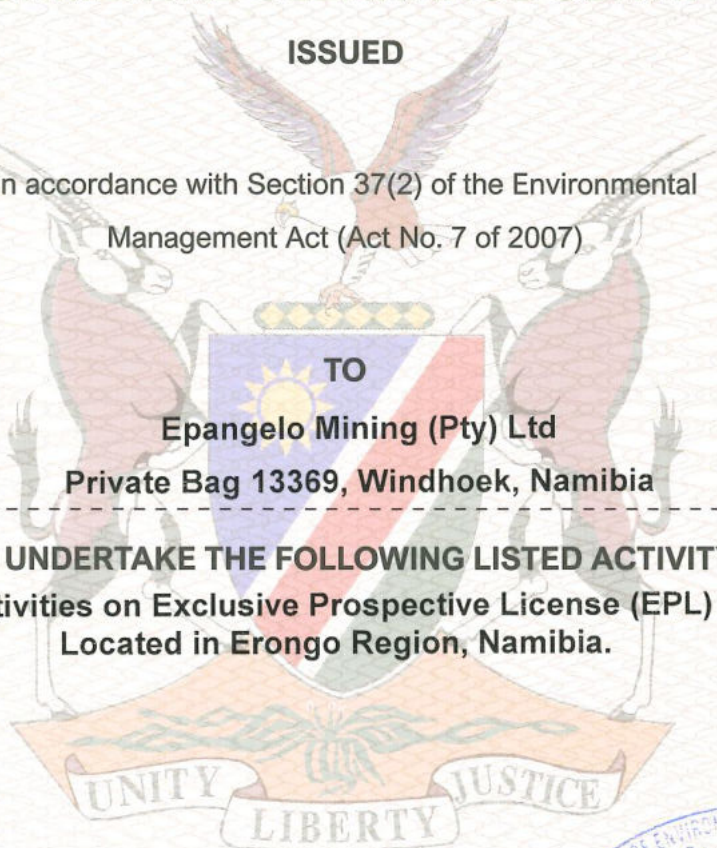 ISSUED
n accordance with Section 37(2) of the Environmental
Management Act (Act No. 7 of 2007)
TO
Epangelo Mining (Pty) Ltd
Private Bag 13369, Windhoek, Namibia
UNDERTAKE THE FOLLOWING LISTED ACTIVIT
tivities on Exclusive Prospective License (EPL)
Located in Erongo Region, Namibia.
UNITY LIBERTY JUSTICE